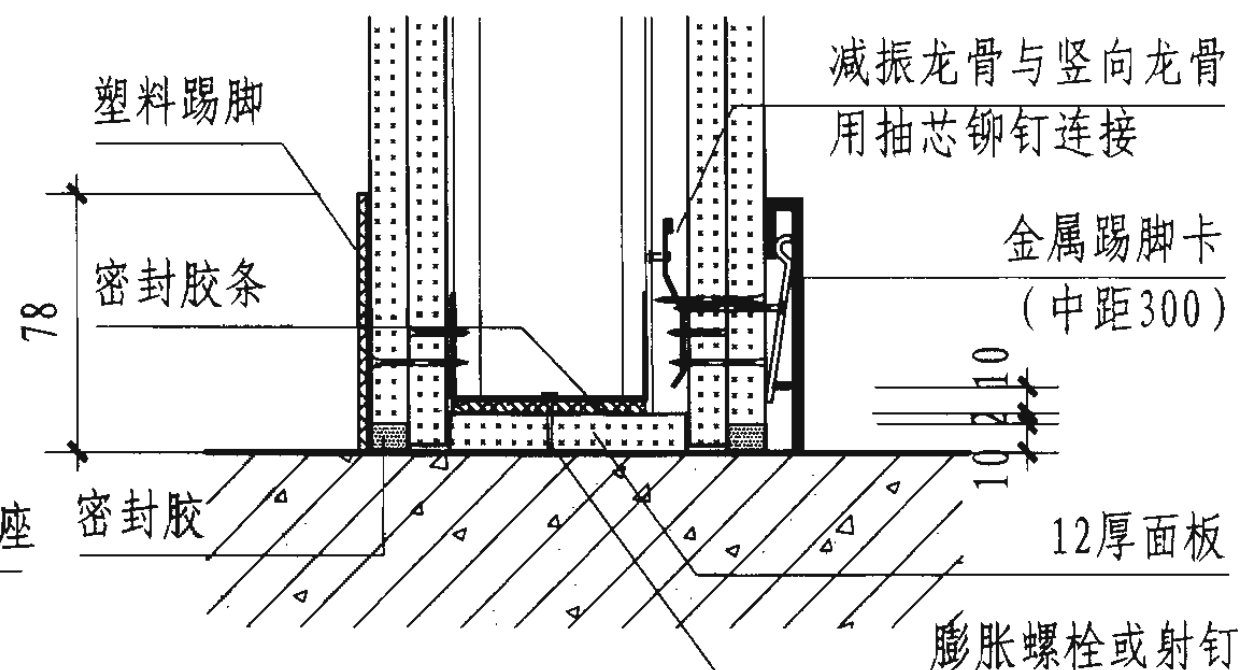 减振龙骨与竖向龙骨
用抽芯铆钉连接
塑料踢脚
金属踢脚卡
(中距300)
密封胶条
78
10
2
10
座
密封胶
12厚面板
膨胀螺栓或射钉